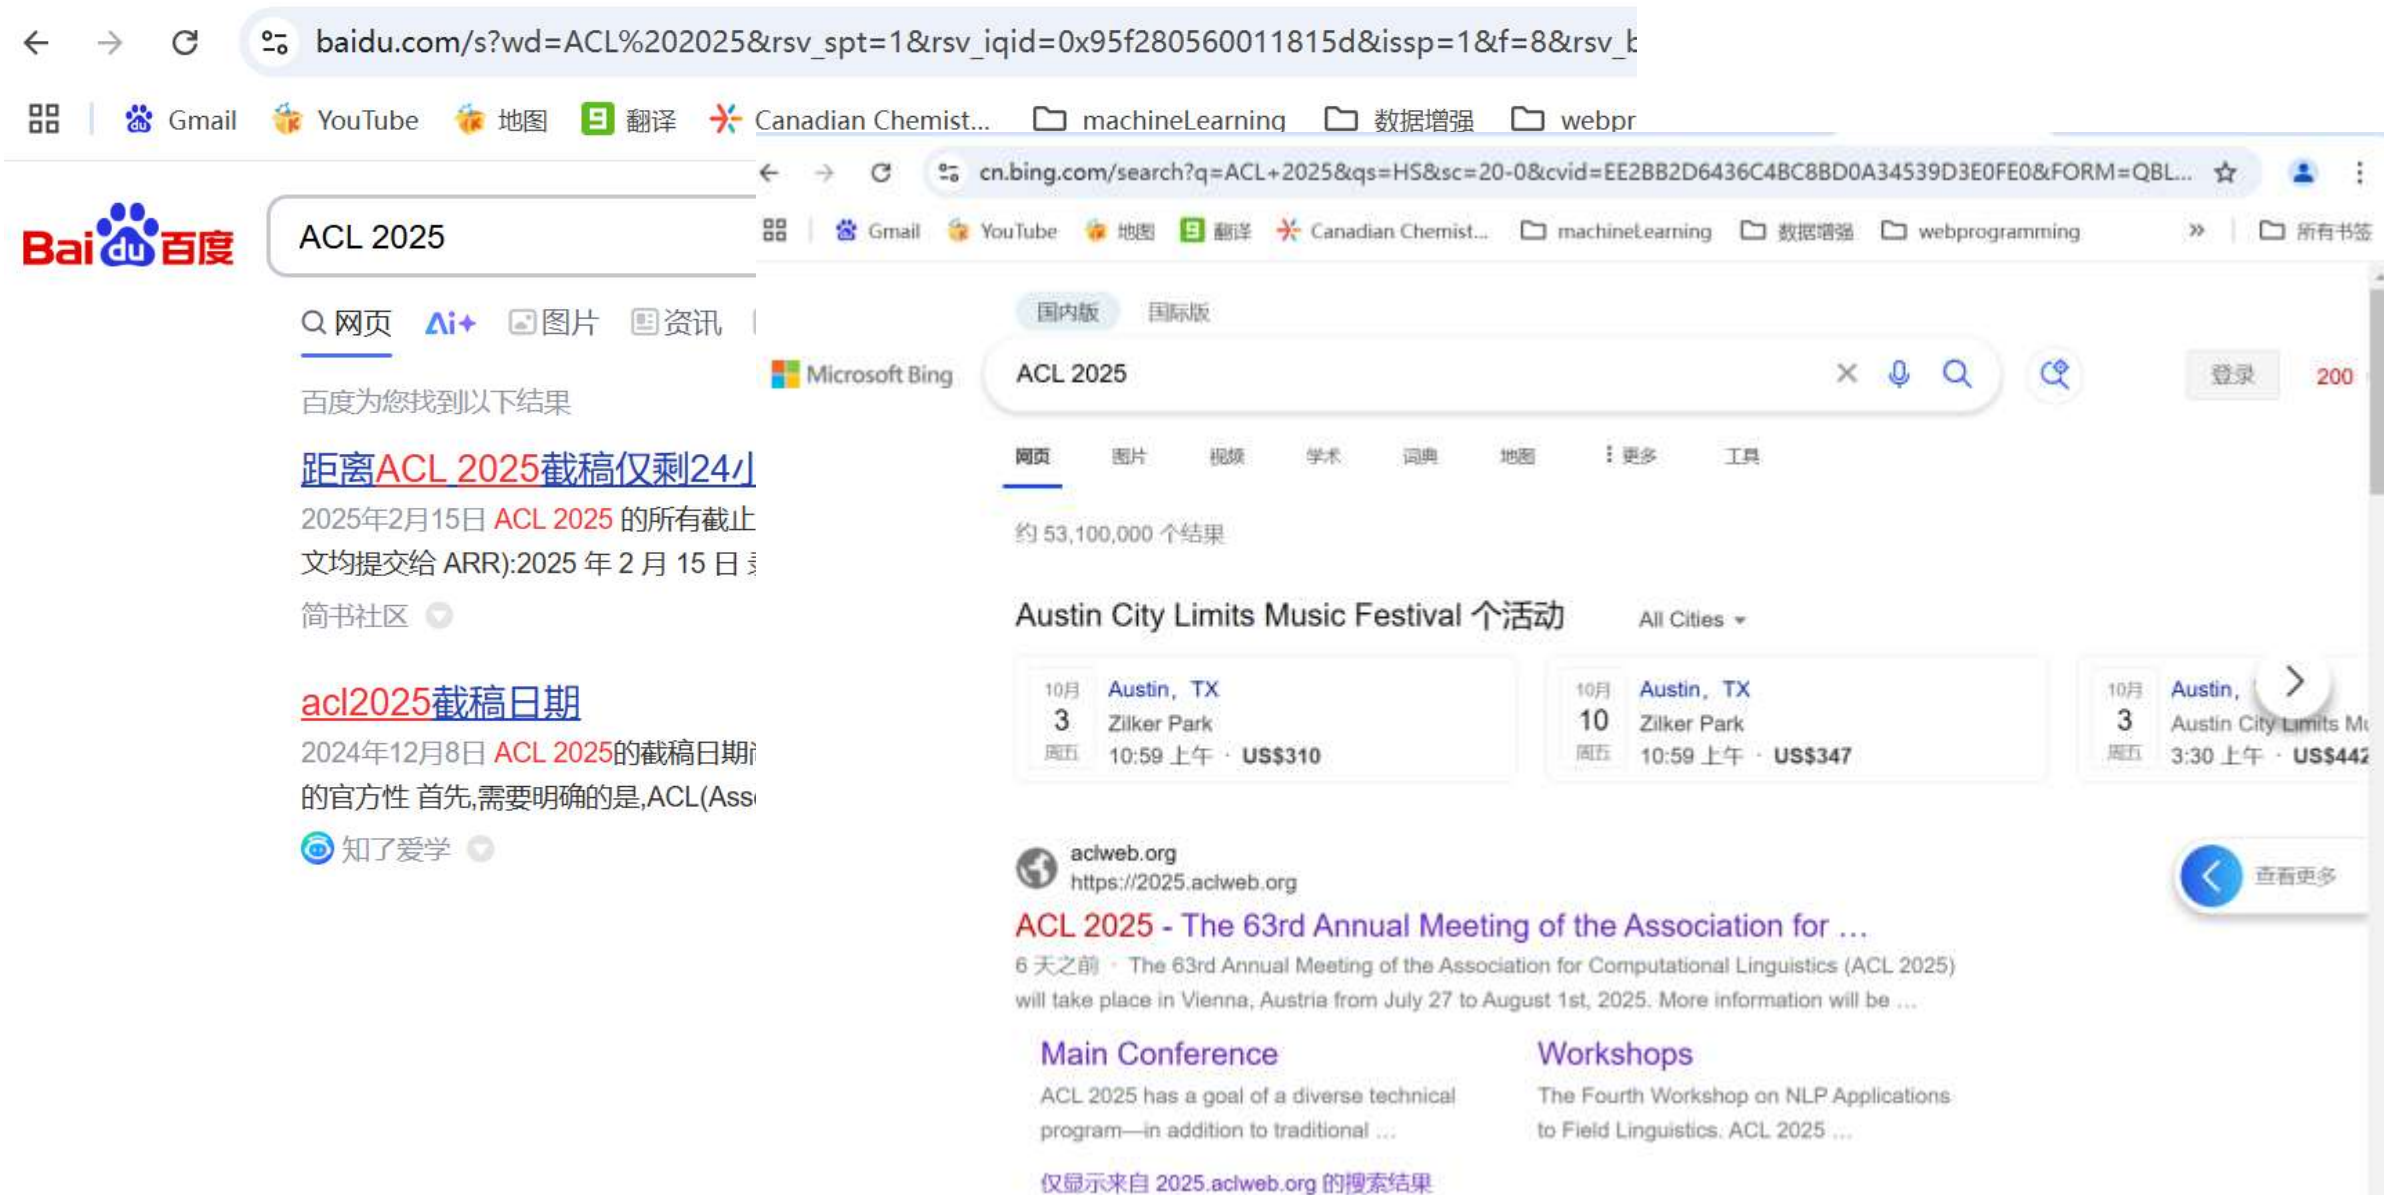 baidu.com/s?wd=ACL%202025&rsv_spt=1&rsv_iqid=0x95f280560011815d&issp=1&f=8&rsv_
Gmail YouTube 地图 翻译 Canadian Chemist... machineLearning 数据增强 webpr
Bai du 百度
ACL 2025
网页 Ai+ 图片 资讯
百度为您找到以下结果
距离ACL 2025截稿仅剩24小
2025年2月15日 ACL 2025 的所有截止
文均提交给 ARR):2025 年 2 月 15 日
简书社区
acl2025截稿日期
2024年12月8日 ACL 2025的截稿日期
的官方性 首先,需要明确的是,ACL(Ass
知了爱学
cn.bing.com/search?q=ACL+2025&qs=HS&sc=20-0&cvid=EE2BB2D6436C4BC8BD0A34539D3E0FE0&FORM=QBL...
Gmail YouTube 地图 翻译 Canadian Chemist... machineLearning 数据增强 webprogramming » 所有书签
国内版 国际版
Microsoft Bing
ACL 2025
登录 200
网页 图片 视频 学术 词典 地图 更多 工具
约 53,100,000 个结果
Austin City Limits Music Festival 个活动 All Cities
10月 3 周五
Austin, TX
Zilker Park
10:59 上午 · US$310
10月 10 周五
Austin, TX
Zilker Park
10:59 上午 · US$347
10月 3 周五
Austin,
Austin City Limits Mu
3:30 上午 · US$442
aclweb.org
https://2025.aclweb.org
查看更多
ACL 2025 - The 63rd Annual Meeting of the Association for ...
6 天之前 · The 63rd Annual Meeting of the Association for Computational Linguistics (ACL 2025)
will take place in Vienna, Austria from July 27 to August 1st, 2025. More information will be ...
Main Conference
ACL 2025 has a goal of a diverse technical
program—in addition to traditional ...
Workshops
The Fourth Workshop on NLP Applications
to Field Linguistics. ACL 2025 ...
仅显示来自 2025.aclweb.org 的搜索结果